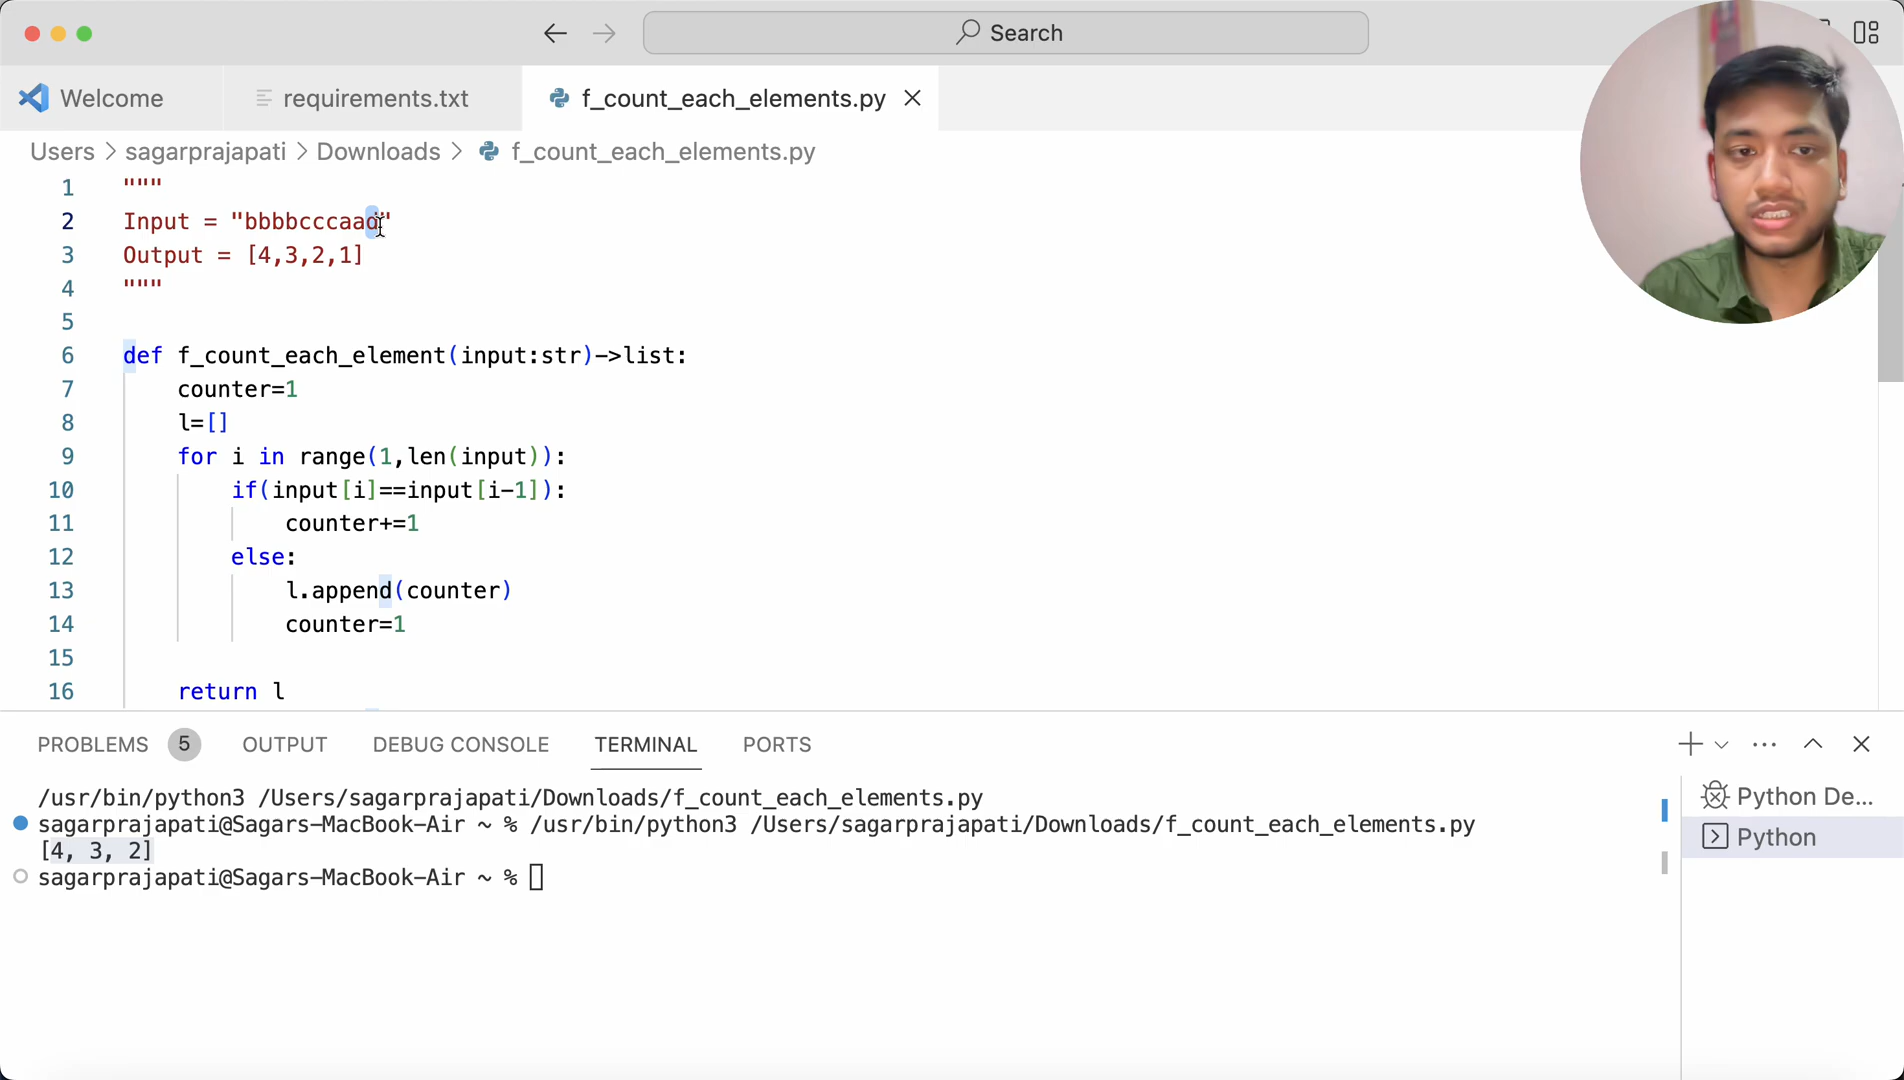 Search
Welcome
requirements.txt
f_count_each_elements.py
Users > sagarprajapati > Downloads > f_count_each_elements.py
1 """
2 Input = "bbbbcccaad"
3 Output = [4,3,2,1]
4 """
5
6 def f_count_each_element(input:str)->list:
7 counter=1
8 l=[]
9 for i in range(1,len(input)):
10 if(input[i]==input[i-1]):
11 counter+=1
12 else:
13 l.append(counter)
14 counter=1
15
16 return l
PROBLEMS 5 OUTPUT DEBUG CONSOLE TERMINAL PORTS
/usr/bin/python3 /Users/sagarprajapati/Downloads/f_count_each_elements.py
sagarprajapati@Sagars-MacBook-Air ~ % /usr/bin/python3 /Users/sagarprajapati/Downloads/f_count_each_elements.py
[4, 3, 2]
sagarprajapati@Sagars-MacBook-Air ~ %
Python De...
Python